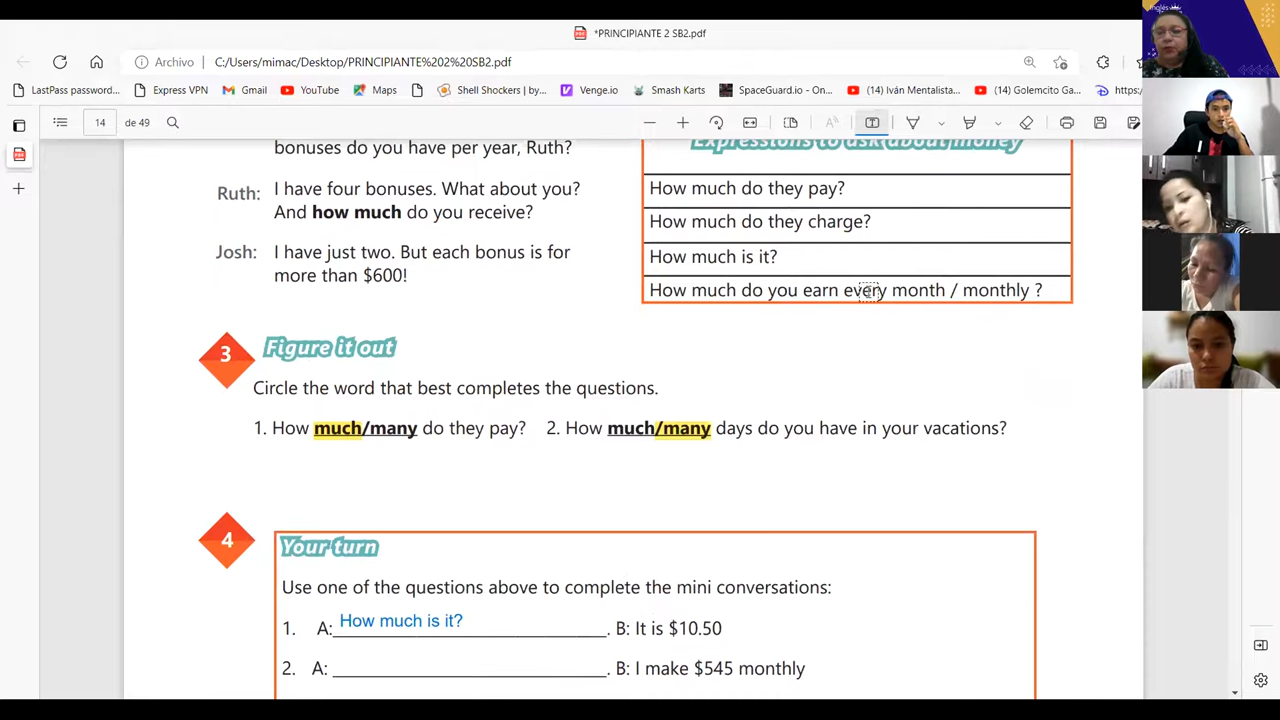 *PRINCIPIANTE 2 SB2.pdf
Archivo C:/Users/mimac/Desktop/PRINCIPIANTE%202%20SB2.pdf
LastPass password... Express VPN Gmail YouTube Maps Shell Shockers | by... Venge.io Smash Karts SpaceGuard.io - On... (14) Iván Mentalista... (14) Golemcito Ga... https:
14 de 49
bonuses do you have per year, Ruth?
Ruth: I have four bonuses. What about you?
And how much do you receive?
Josh: I have just two. But each bonus is for
more than $600!
Expressions to ask about money
How much do they pay?
How much do they charge?
How much is it?
How much do you earn every month / monthly ?
3 Figure it out
Circle the word that best completes the questions.
1. How much/many do they pay? 2. How much/many days do you have in your vacations?
4 Your turn
Use one of the questions above to complete the mini conversations:
1. A: How much is it? . B: It is $10.50
2. A: . B: I make $545 monthly
Inglés